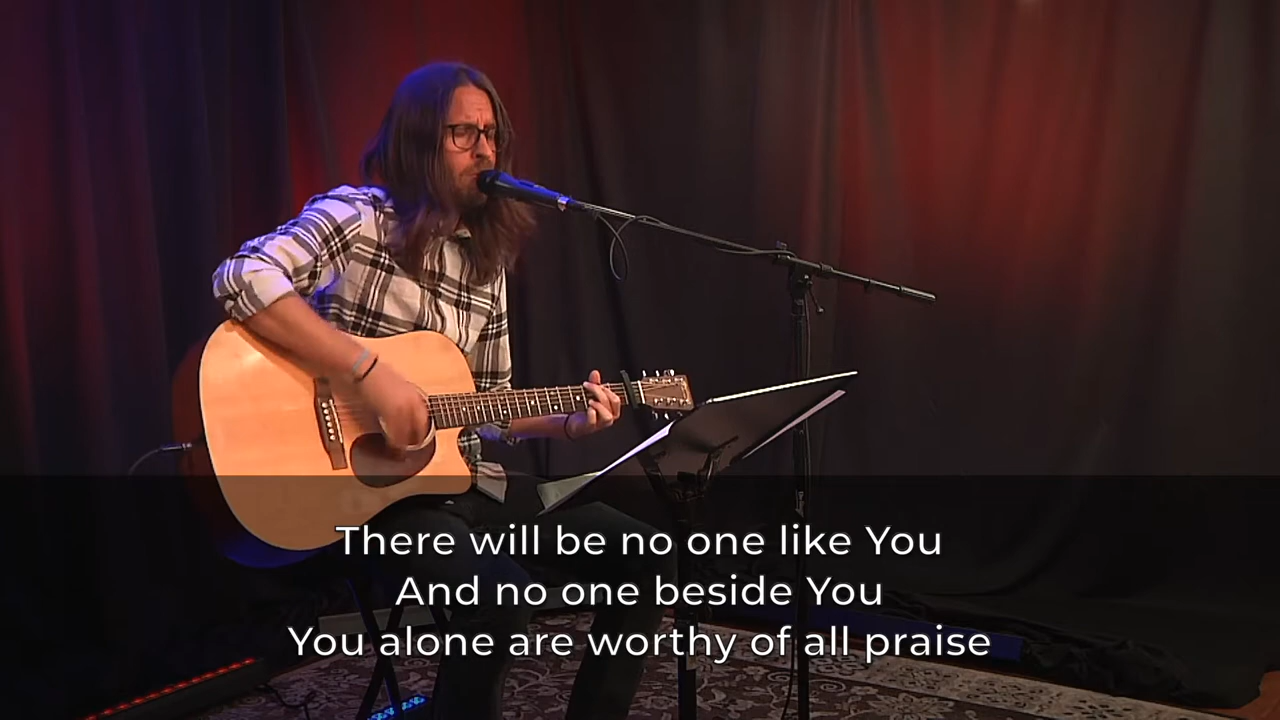 There will be no one like You
And no one beside You
You alone are worthy of all praise